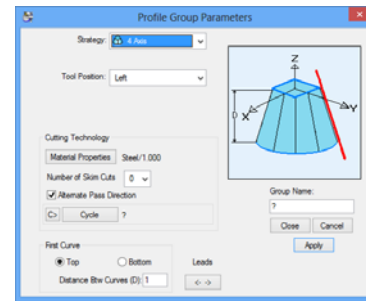 Profile Group Parameters
Strategy: 4 Axis
Tool Position: Left
Z
D
X
Y
Cutting Technology
Material Properties Steel/1.000
Number of Skim Cuts 0
Alternate Pass Direction
C> Cycle ?
Group Name:
?
Close Cancel
Apply
First Curve
Top Bottom
Distance Btw Curves (D): 1
Leads
<·>